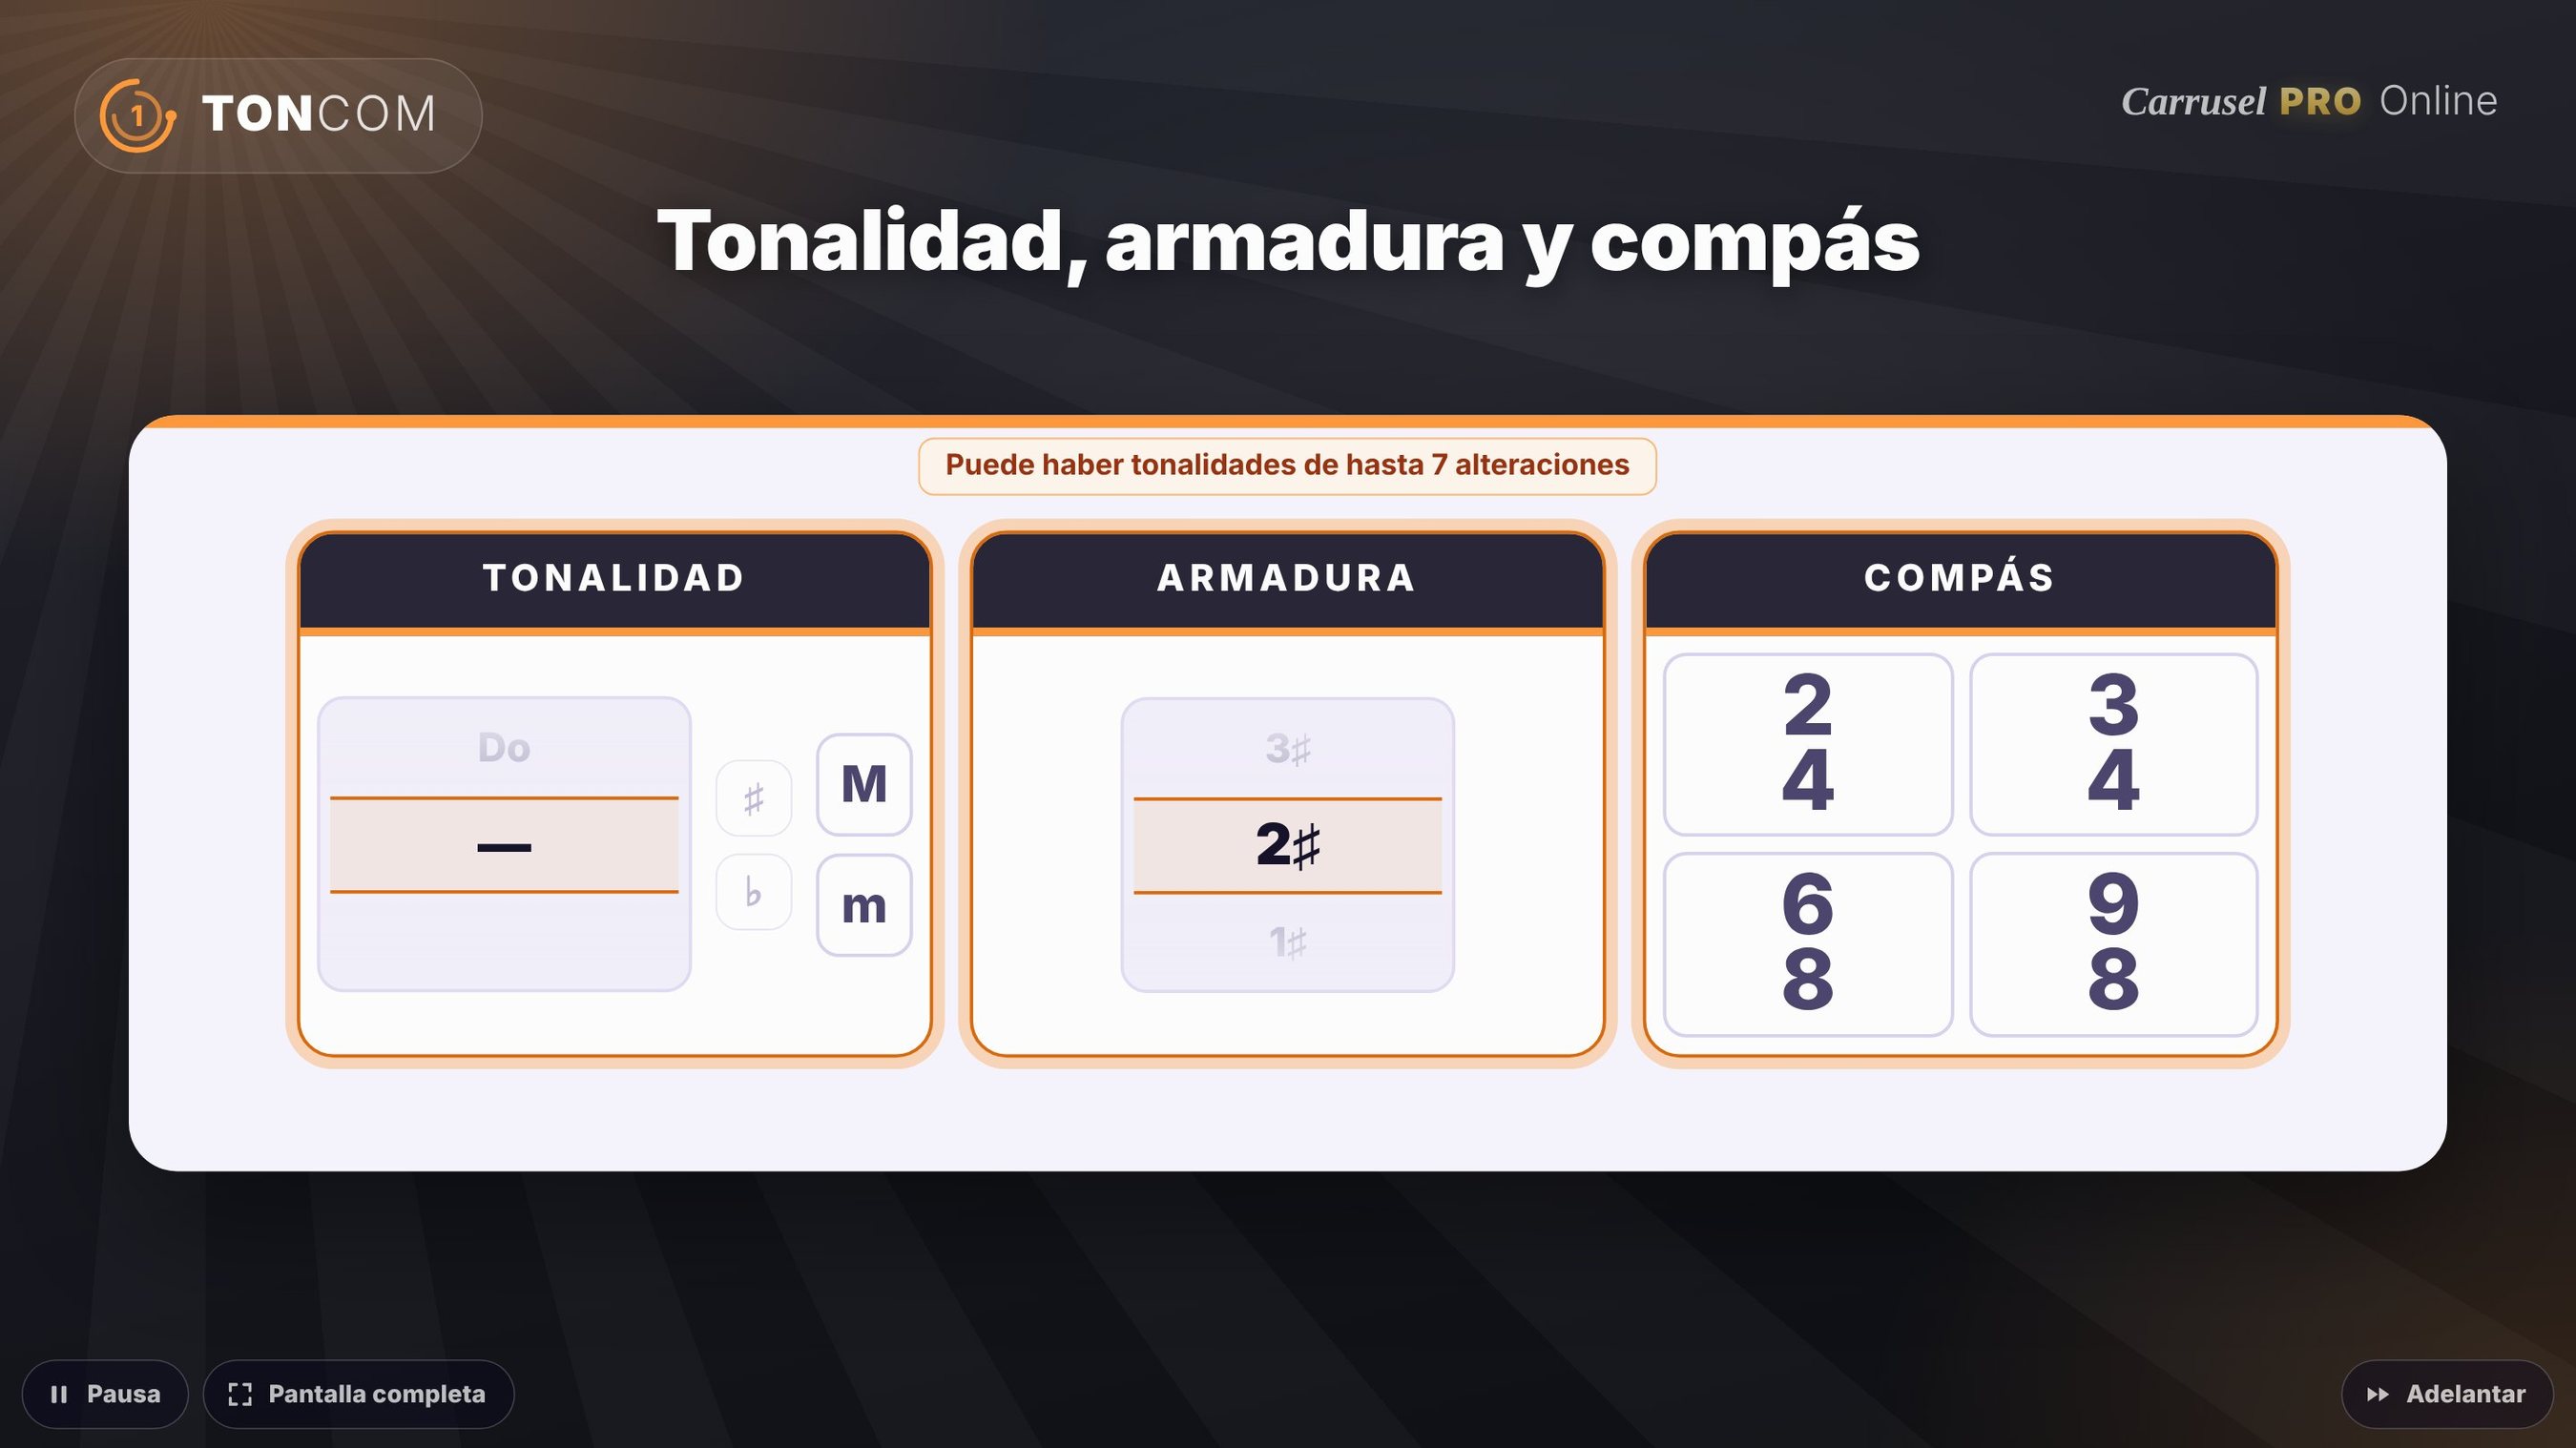 1 TONCOM
Carrusel PRO Online
Tonalidad, armadura y compás
Puede haber tonalidades de hasta 7 alteraciones
TONALIDAD
Do
—
♯
♭
M
m
ARMADURA
3♯
2♯
1♯
COMPÁS
2
4
3
4
6
8
9
8
Pausa
Pantalla completa
Adelantar